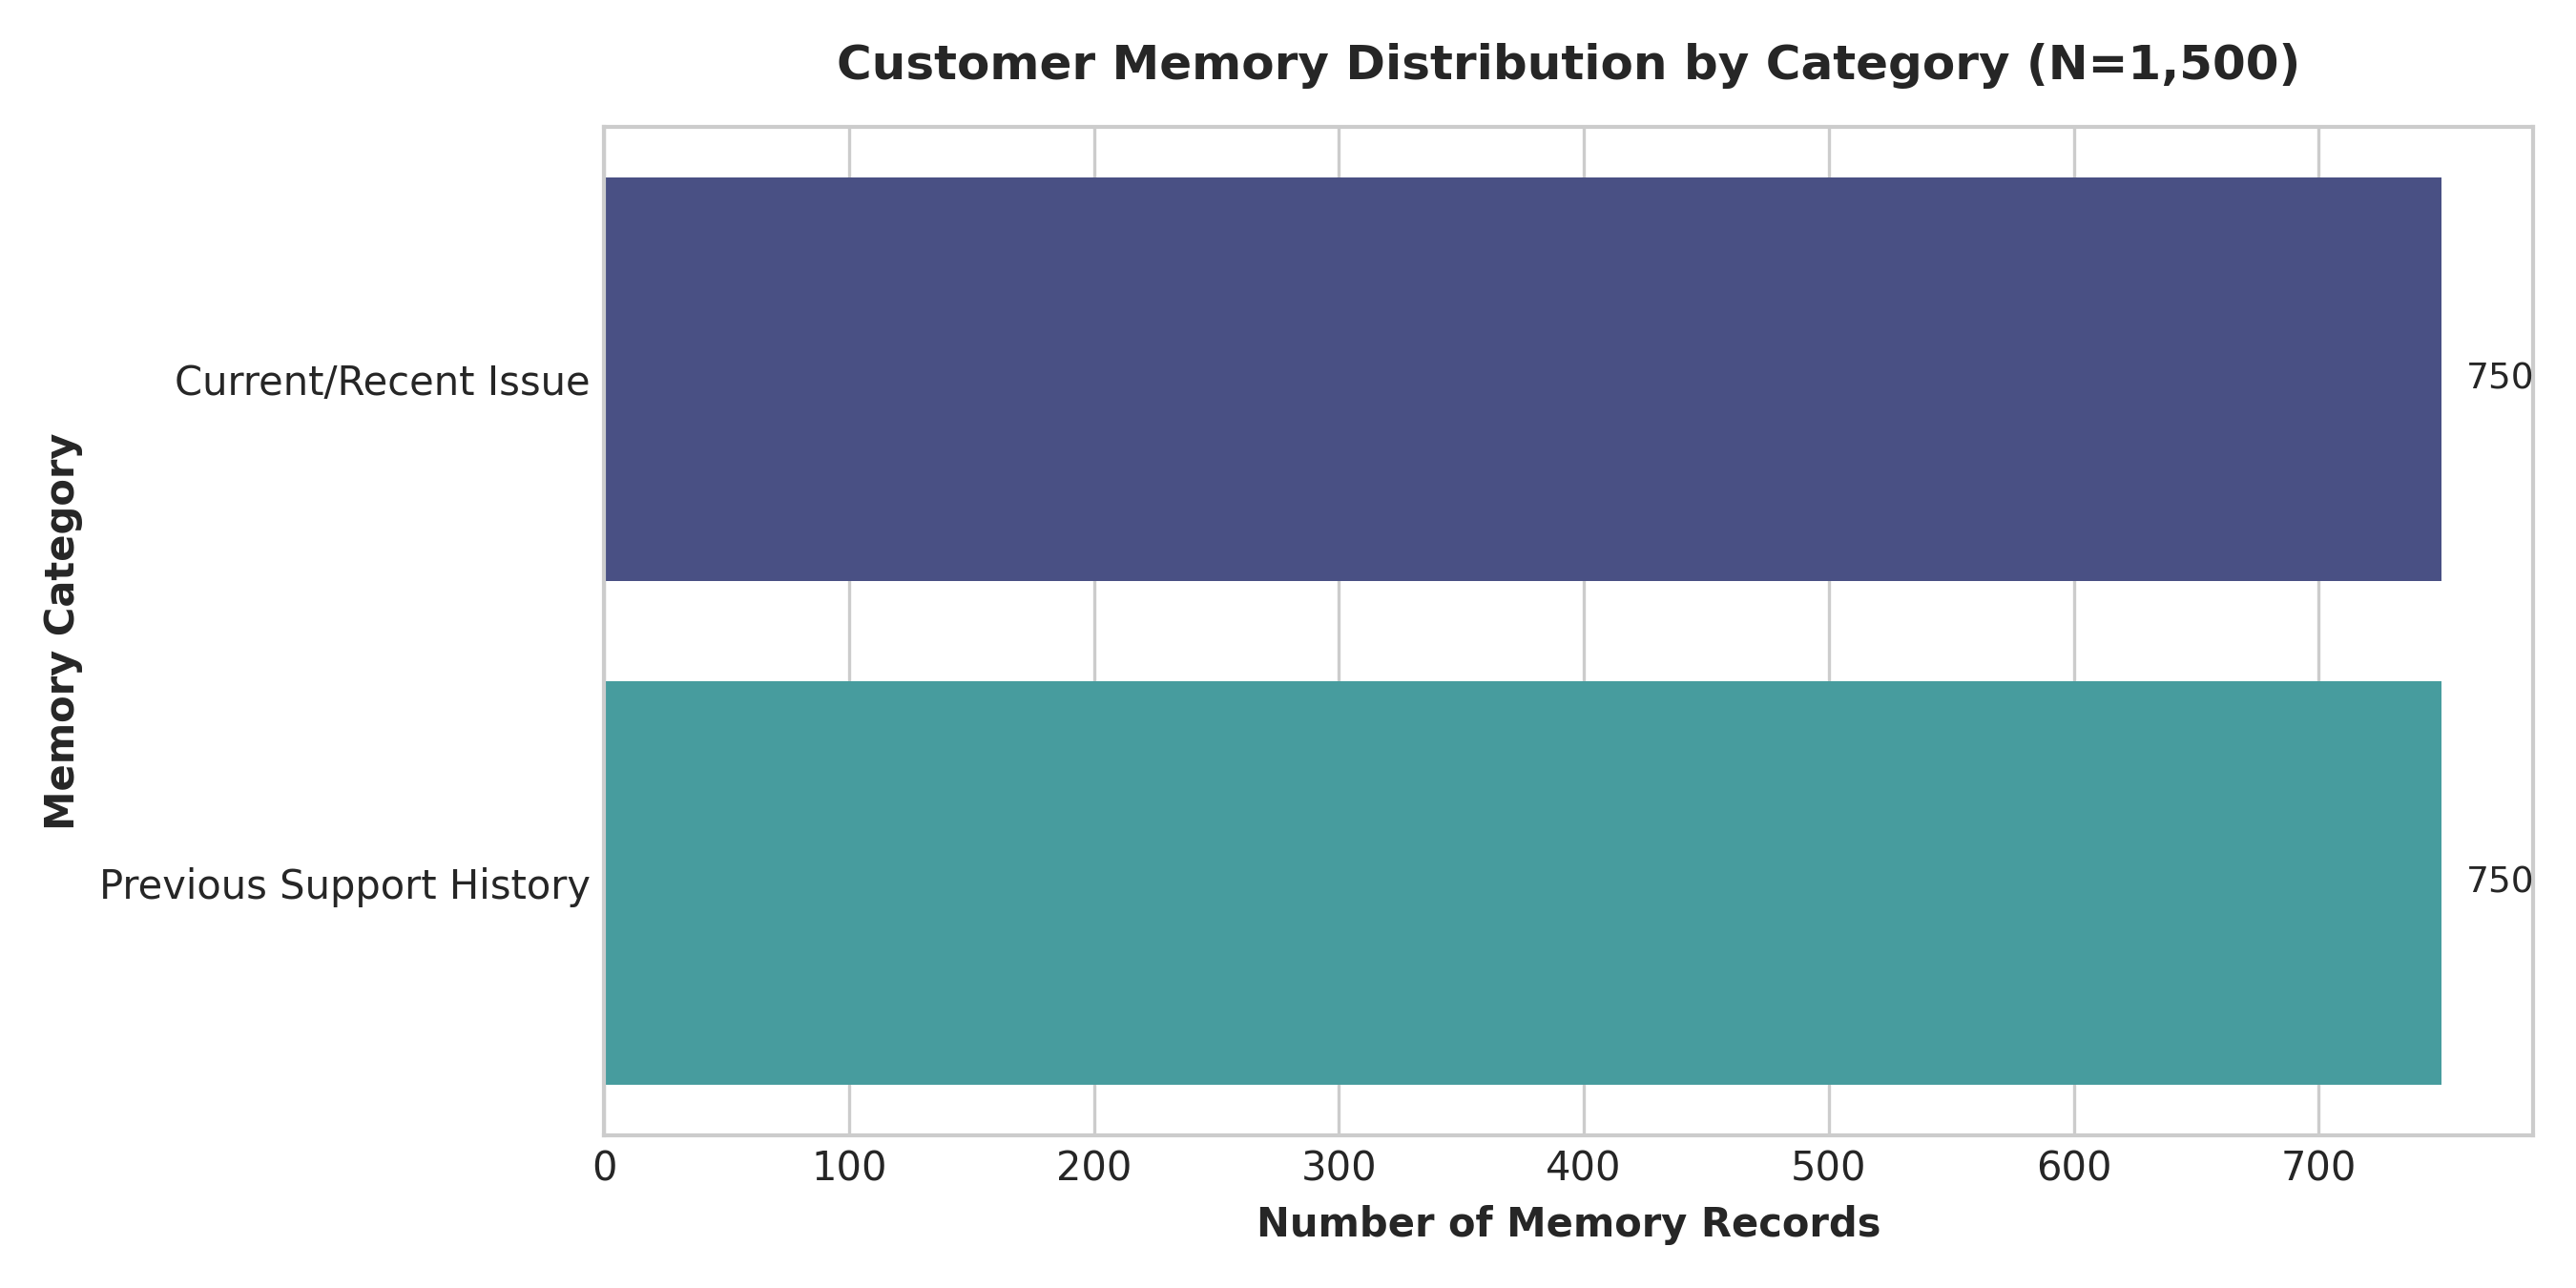 Customer Memory Distribution by Category (N=1,500)
Memory Category
Current/Recent Issue
750
Previous Support History
750
0 100 200 300 400 500 600 700
Number of Memory Records